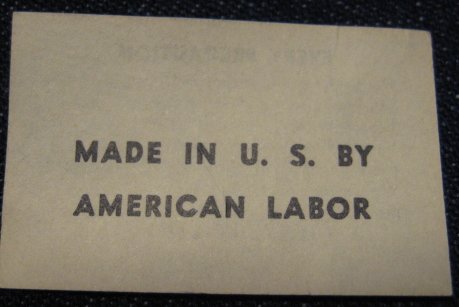 MADE IN U. S. BY
AMERICAN LABOR